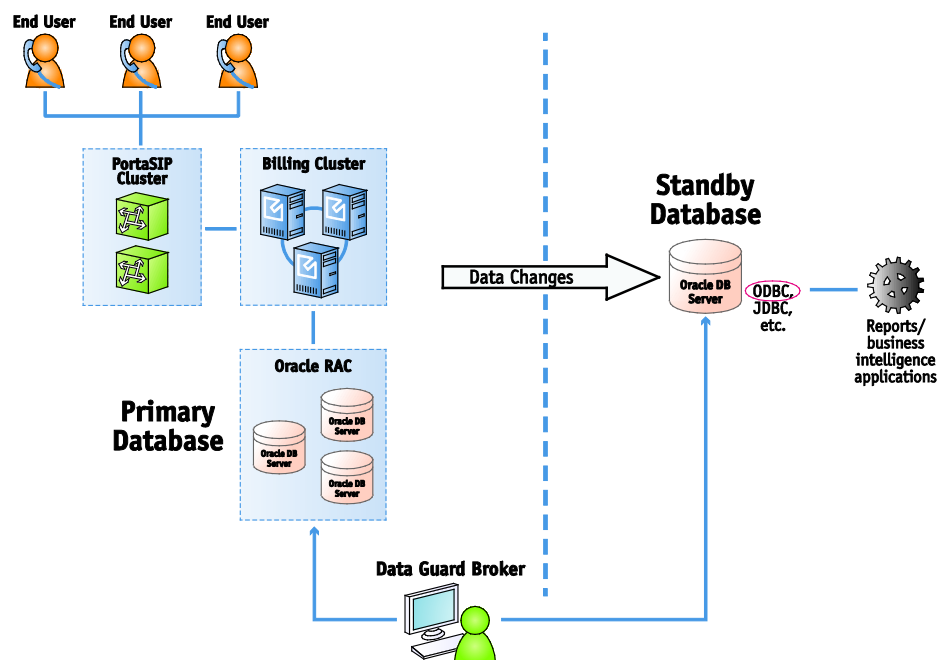 End User
End User
End User
PortaSIP
Cluster
Billing Cluster
Standby
Database
Data Changes
Oracle DB
Server
ODBC,
JDBC,
etc.
Reports/
business
intelligence
applications
Oracle RAC
Primary
Database
Oracle DB
Server
Oracle DB
Server
Oracle DB
Server
Data Guard Broker